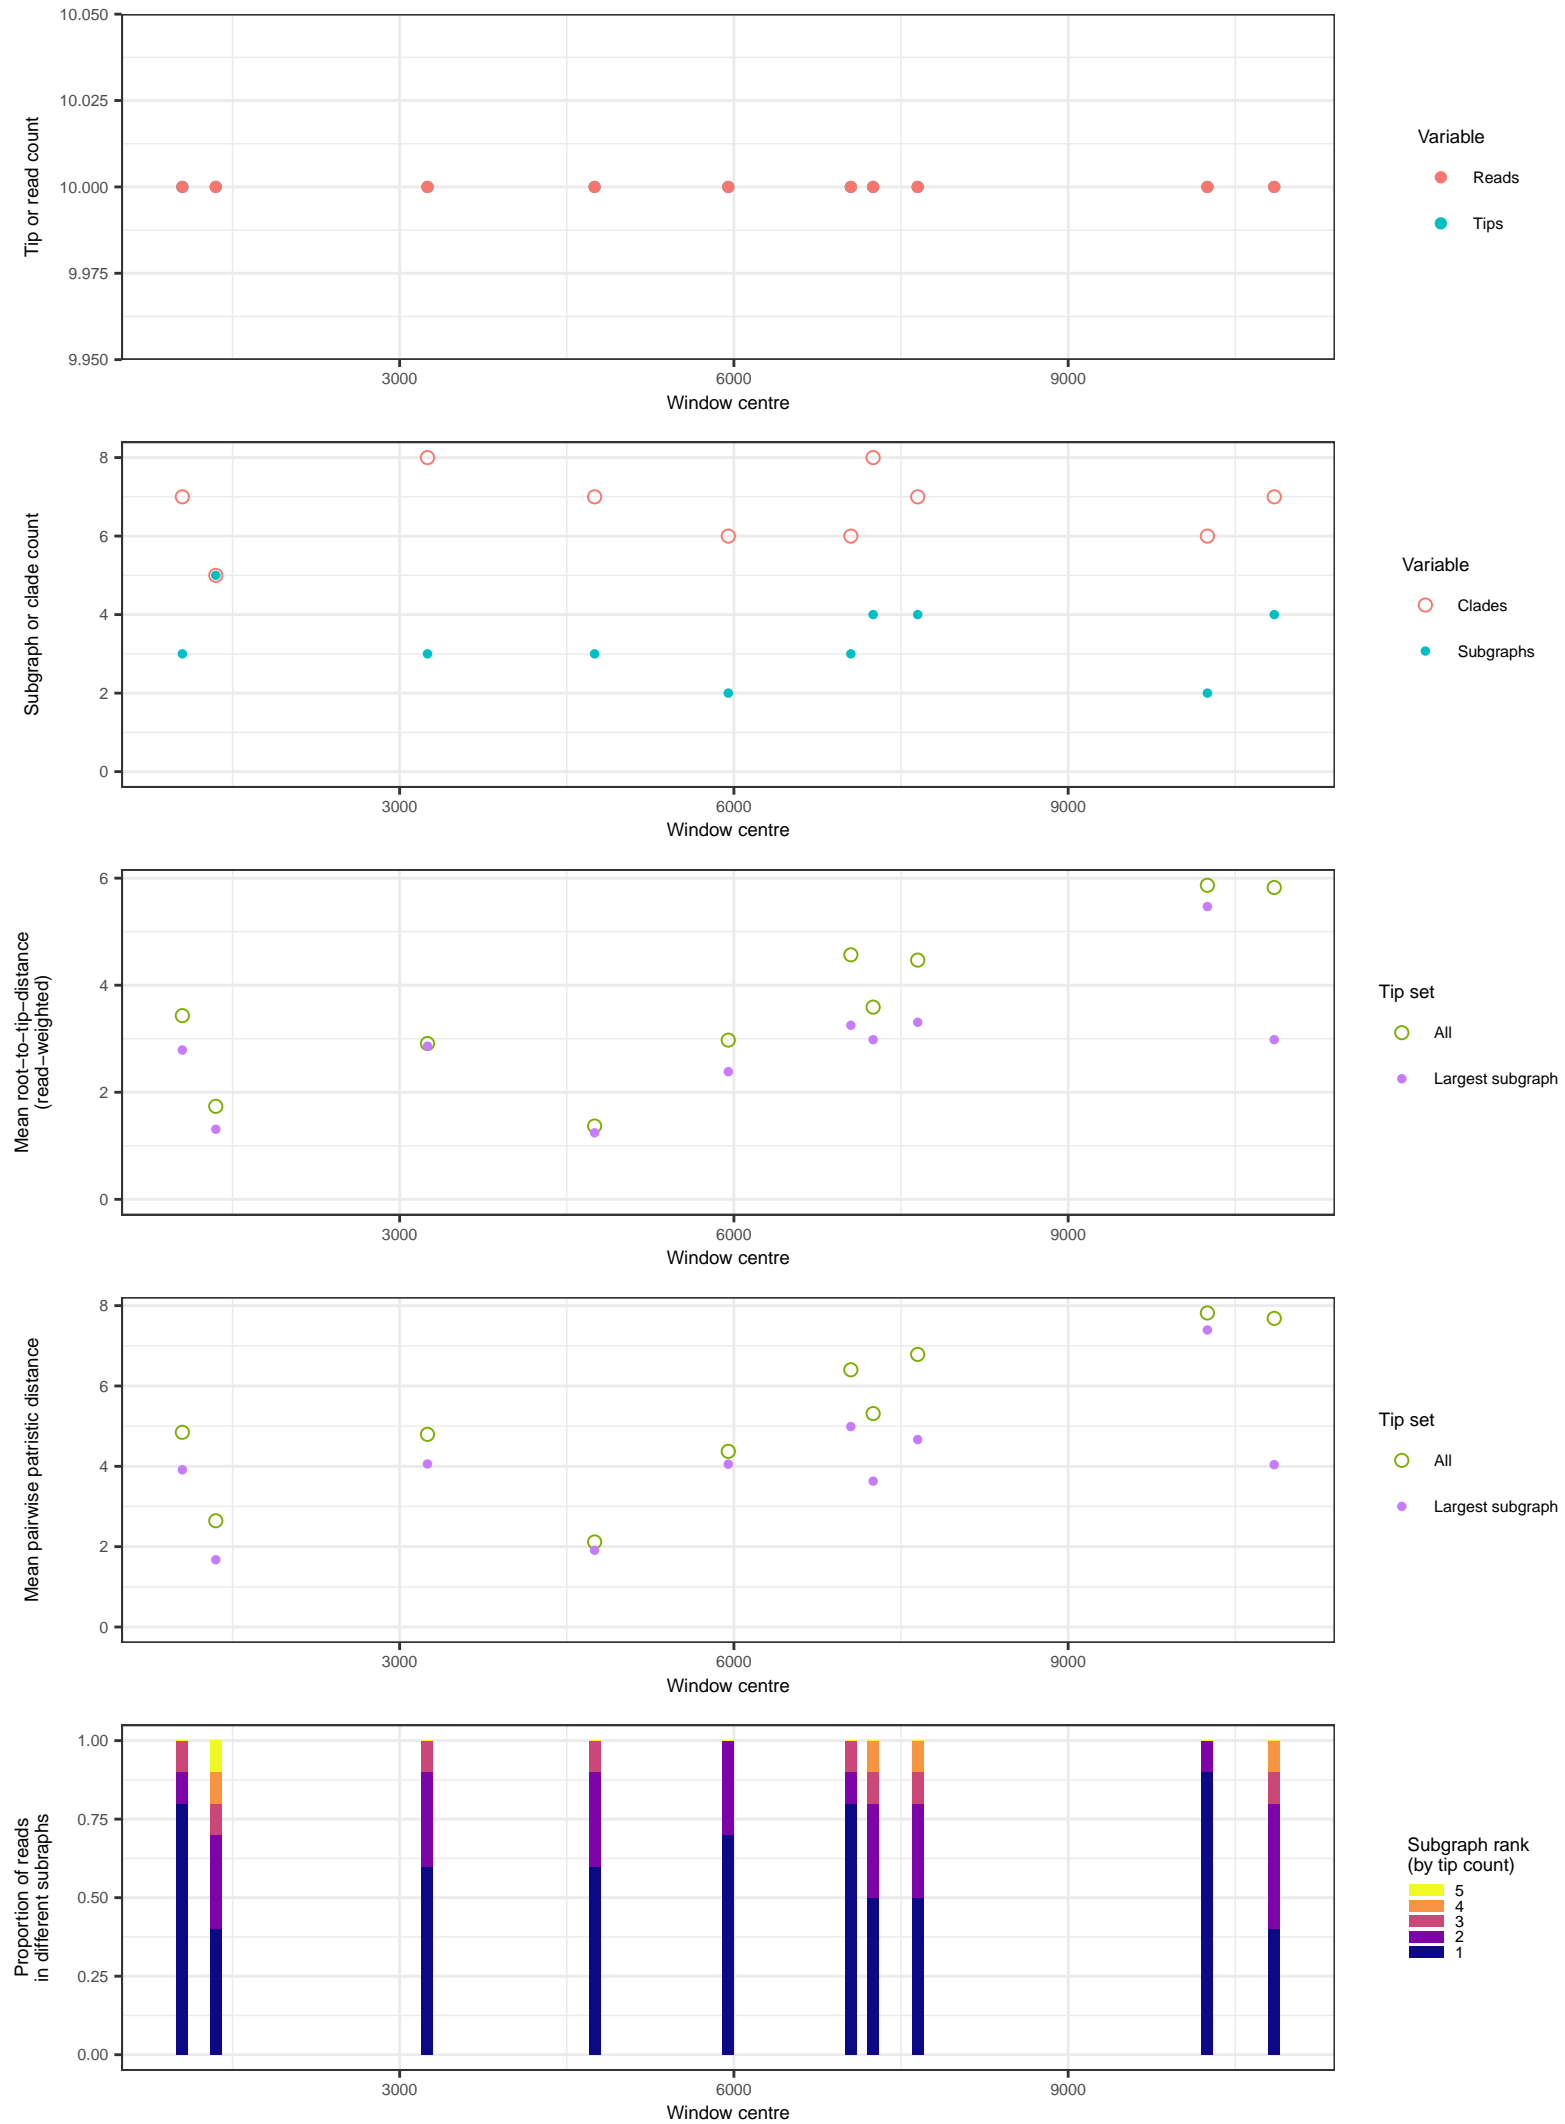 10.050
10.025
10.000
9.975
9.950
Tip or read count
3000 6000 9000
Window centre
Variable
Reads
Tips
8
6
4
2
0
Subgraph or clade count
3000 6000 9000
Window centre
Variable
Clades
Subgraphs
6
4
2
0
Mean root−to−tip−distance
(read−weighted)
3000 6000 9000
Window centre
Tip set
All
Largest subgraph
8
6
4
2
0
Mean pairwise patristic distance
3000 6000 9000
Window centre
Tip set
All
Largest subgraph
1.00
0.75
0.50
0.25
0.00
Proportion of reads
in different subraphs
3000 6000 9000
Window centre
Subgraph rank
(by tip count)
5
4
3
2
1